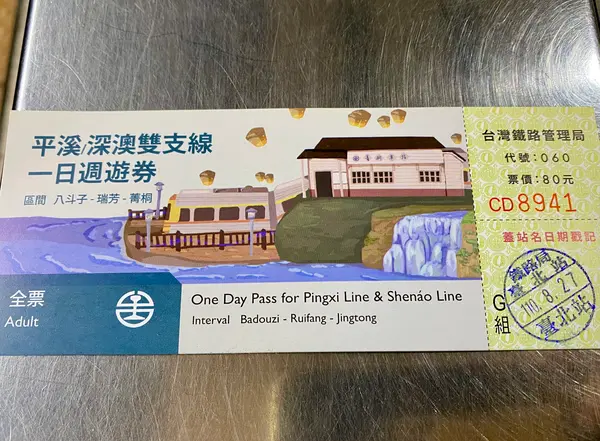 平溪/深澳雙支線
一日週遊券
區間 八斗子 - 瑞芳 - 菁桐
全票
Adult
One Day Pass for Pingxi Line & Shenáo Line
Interval Badouzi - Ruifang - Jingtong
台灣鐵路管理局
代號：060
票價：80元
CD8941
蓋站名日期戳記
G
組
鐵路局
臺北站
110.8.27
臺北站